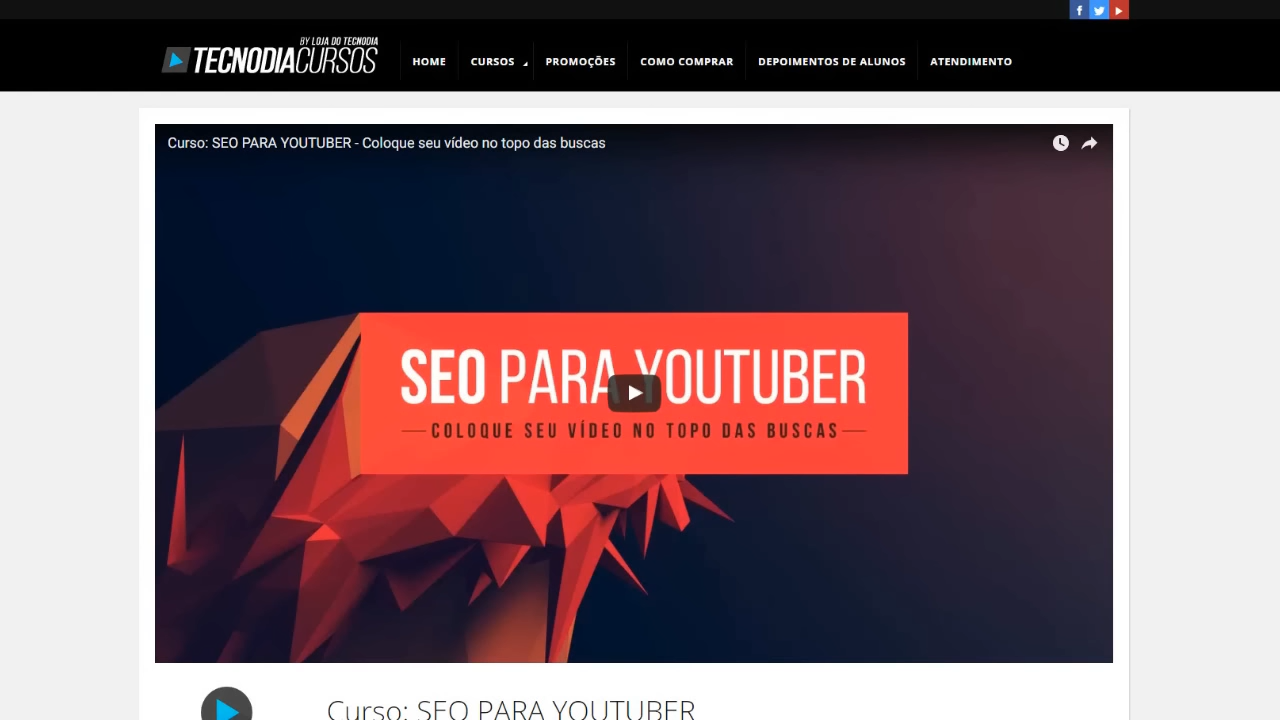 BY LOJA DO TECNODIA
TECNODIACURSOS
HOME CURSOS PROMOÇÕES COMO COMPRAR DEPOIMENTOS DE ALUNOS ATENDIMENTO
Curso: SEO PARA YOUTUBER - Coloque seu vídeo no topo das buscas
SEO PARA YOUTUBER
COLOQUE SEU VÍDEO NO TOPO DAS BUSCAS
Curso: SEO PARA YOUTUBER